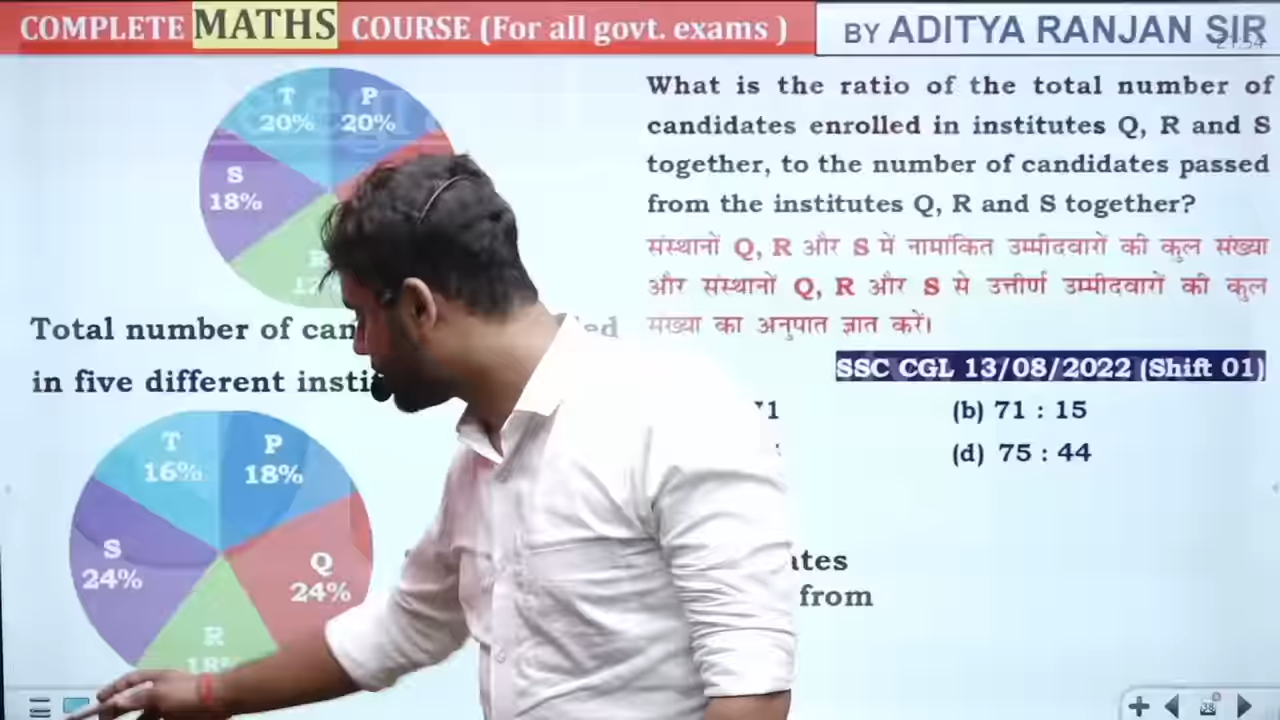 COMPLETE MATHS COURSE (For all govt. exams )
BY ADITYA RANJAN SIR
T
20%
P
20%
S
18%
Total number of
in five different
T
16%
P
18%
S
24%
Q
24%
R
What is the ratio of the total number of
candidates enrolled in institutes Q, R and S
together, to the number of candidates passed
from the institutes Q, R and S together?
संस्थानों Q, R और S में नामांकित उम्मीदवारों की कुल संख्या
और संस्थानों Q, R और S से उत्तीर्ण उम्मीदवारों की कुल
संख्या का अनुपात ज्ञात करें।
SSC CGL 13/08/2022 (Shift 01)
(b) 71 : 15
(d) 75 : 44
from
38